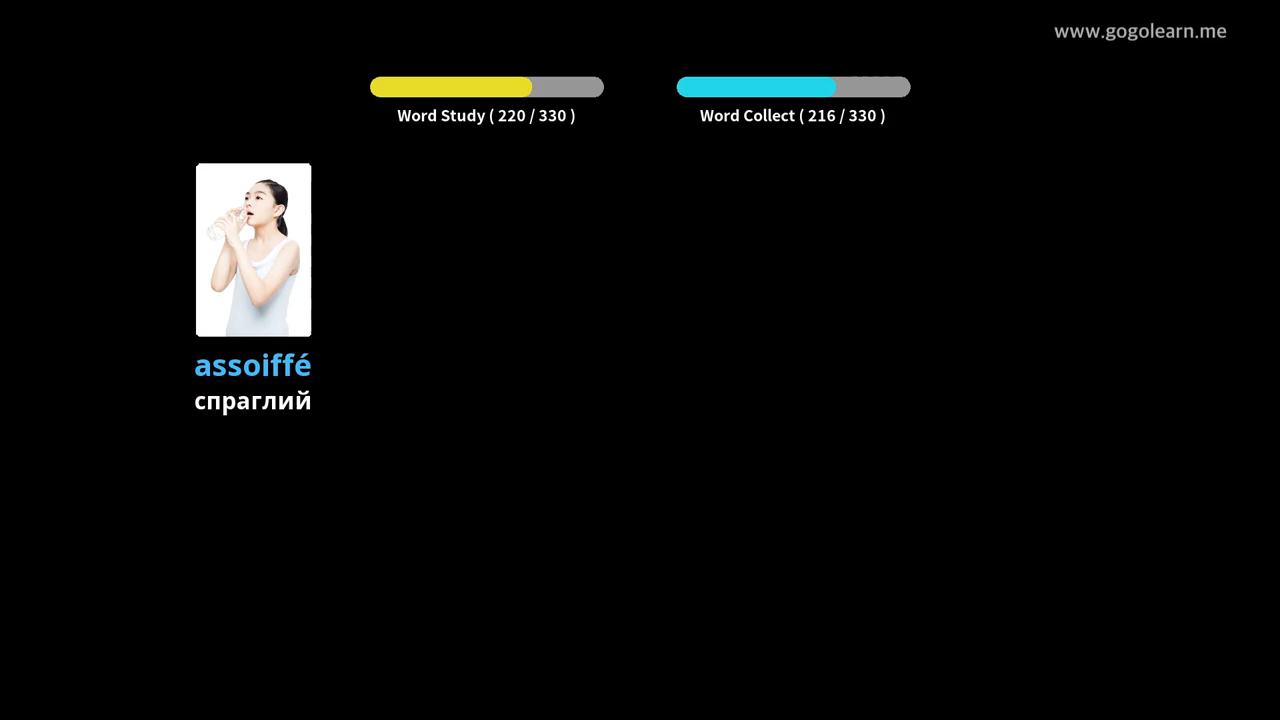 www.gogolearn.me
Word Study ( 220 / 330 )
Word Collect ( 216 / 330 )
assoiffé
спраглий